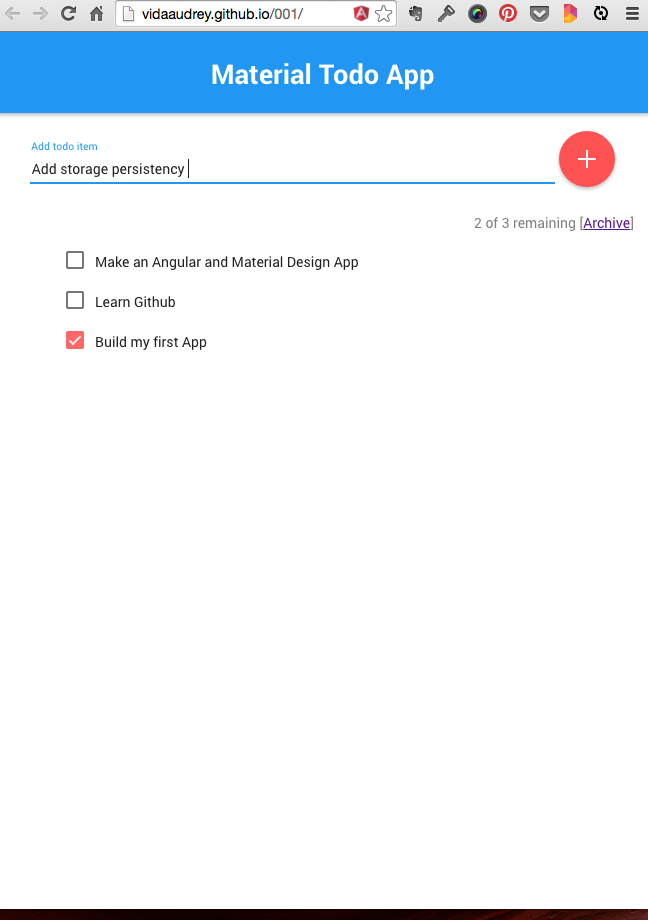 vidaaudrey.github.io/001/
Material Todo App
Add todo item
Add storage persistency
2 of 3 remaining [Archive]
Make an Angular and Material Design App
Learn Github
Build my first App